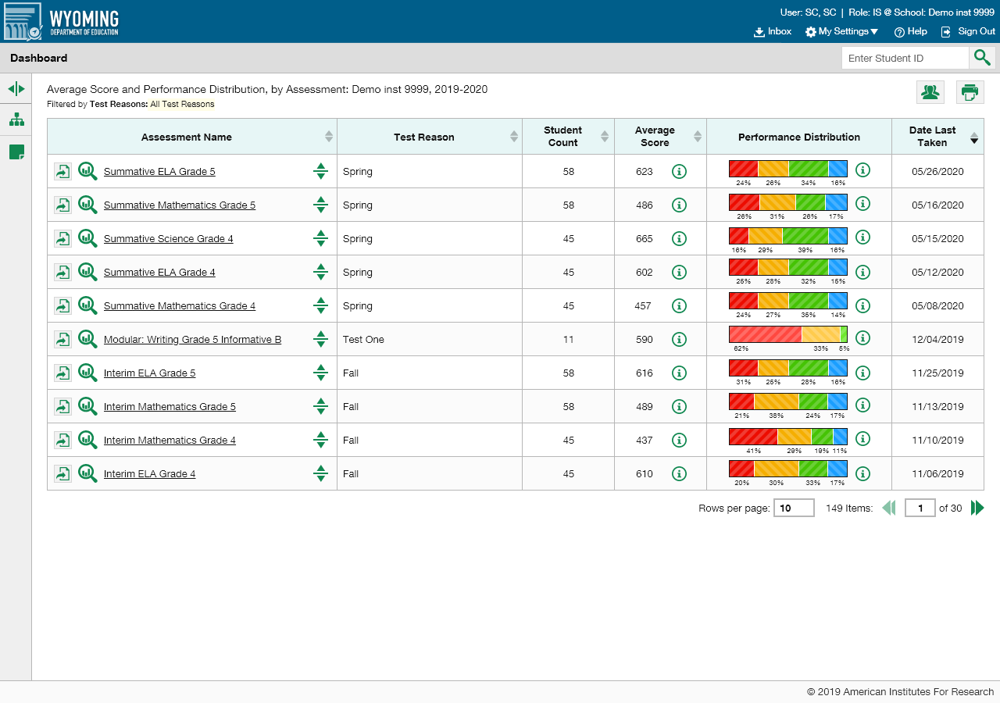 WYOMING
DEPARTMENT OF EDUCATION
User: SC, SC | Role: IS @ School: Demo inst 9999
Inbox My Settings Help Sign Out
Dashboard
Enter Student ID
Average Score and Performance Distribution, by Assessment: Demo inst 9999, 2019-2020
Filtered by Test Reasons: All Test Reasons
Assessment Name Test Reason Student Count Average Score Performance Distribution Date Last Taken
Summative ELA Grade 5 Spring 58 623 05/26/2020
24% 26% 34% 16%
Summative Mathematics Grade 5 Spring 58 486 05/16/2020
26% 31% 26% 17%
Summative Science Grade 4 Spring 45 665 05/15/2020
16% 29% 39% 16%
Summative ELA Grade 4 Spring 45 602 05/12/2020
25% 28% 32% 15%
Summative Mathematics Grade 4 Spring 45 457 05/08/2020
24% 27% 35% 14%
Modular: Writing Grade 5 Informative B Test One 11 590 12/04/2019
62% 33% 5%
Interim ELA Grade 5 Fall 58 616 11/25/2019
31% 25% 28% 16%
Interim Mathematics Grade 5 Fall 58 489 11/13/2019
21% 38% 24% 17%
Interim Mathematics Grade 4 Fall 45 437 11/10/2019
41% 29% 19% 11%
Interim ELA Grade 4 Fall 45 610 11/06/2019
20% 30% 33% 17%
Rows per page: 10 149 Items: 1 of 30
© 2019 American Institutes For Research